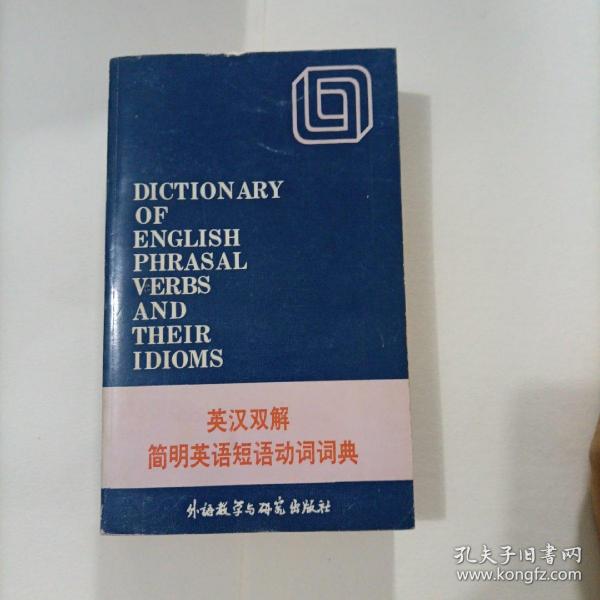 DICTIONARY
OF
ENGLISH
PHRASAL
VERBS
AND
THEIR
IDIOMS
英汉双解
简明英语短语动词词典
外语教学与研究出版社
孔夫子旧书网
www.kongfz.com